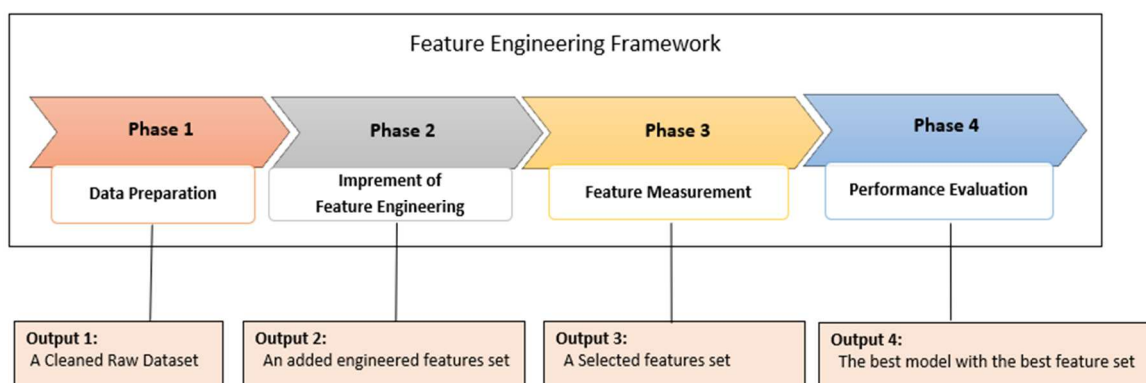 Feature Engineering Framework
Phase 1
Phase 2
Phase 3
Phase 4
Data Preparation
Imprement of
Feature Engineering
Feature Measurement
Performance Evaluation
Output 1:
A Cleaned Raw Dataset
Output 2:
An added engineered features set
Output 3:
A Selected features set
Output 4:
The best model with the best feature set